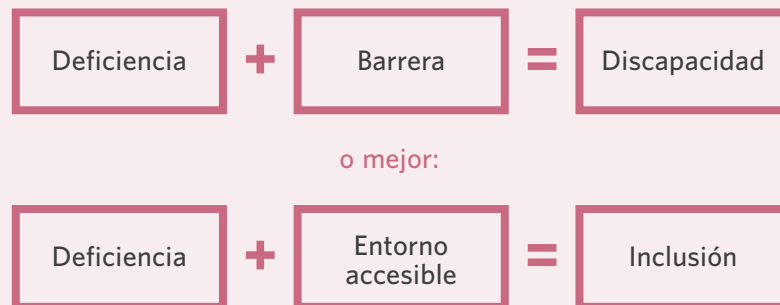 Deficiencia + Barrera = Discapacidad
o mejor:
Deficiencia + Entorno accesible = Inclusión